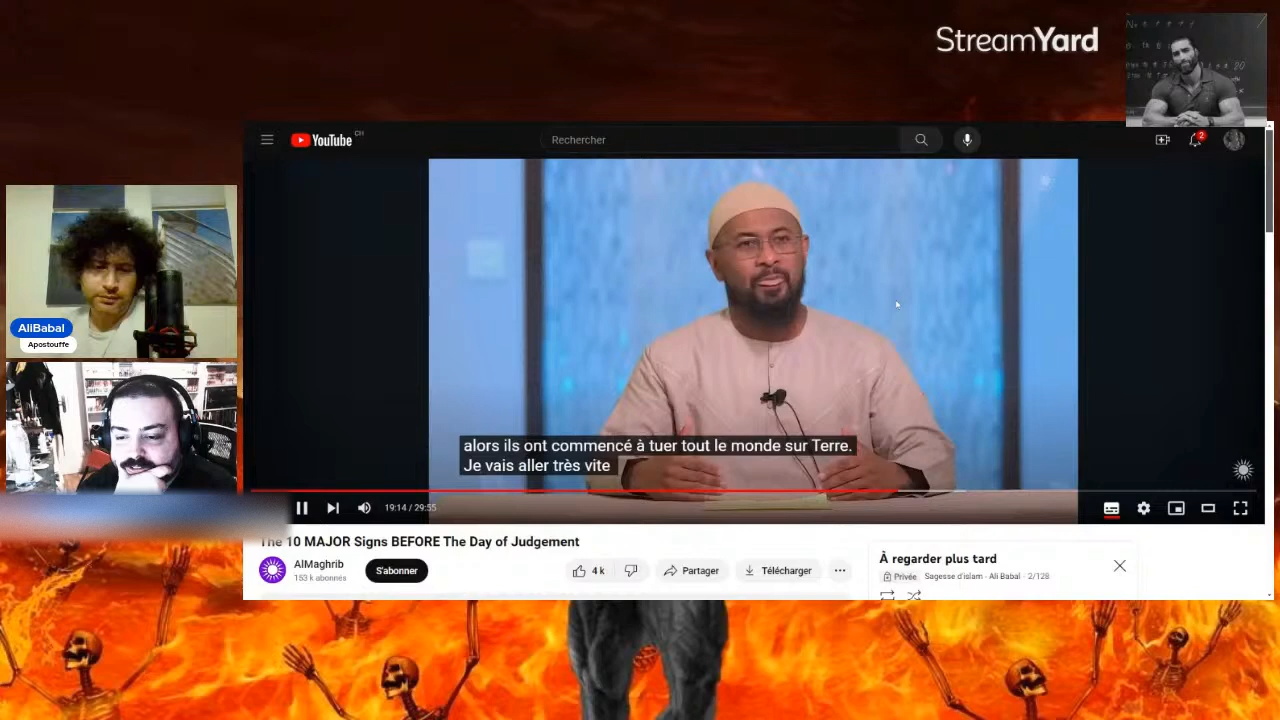 StreamYard
YouTube CH
Rechercher
2
AliBabal
Apostouffe
alors ils ont commencé à tuer tout le monde sur Terre.
Je vais aller très vite
19:14 / 29:55
The 10 MAJOR Signs BEFORE The Day of Judgement
AlMaghrib
153 k abonnés
S'abonner
4 k
Partager
Télécharger
À regarder plus tard
Privée
Sagesse d'islam - Ali Babal - 2/128